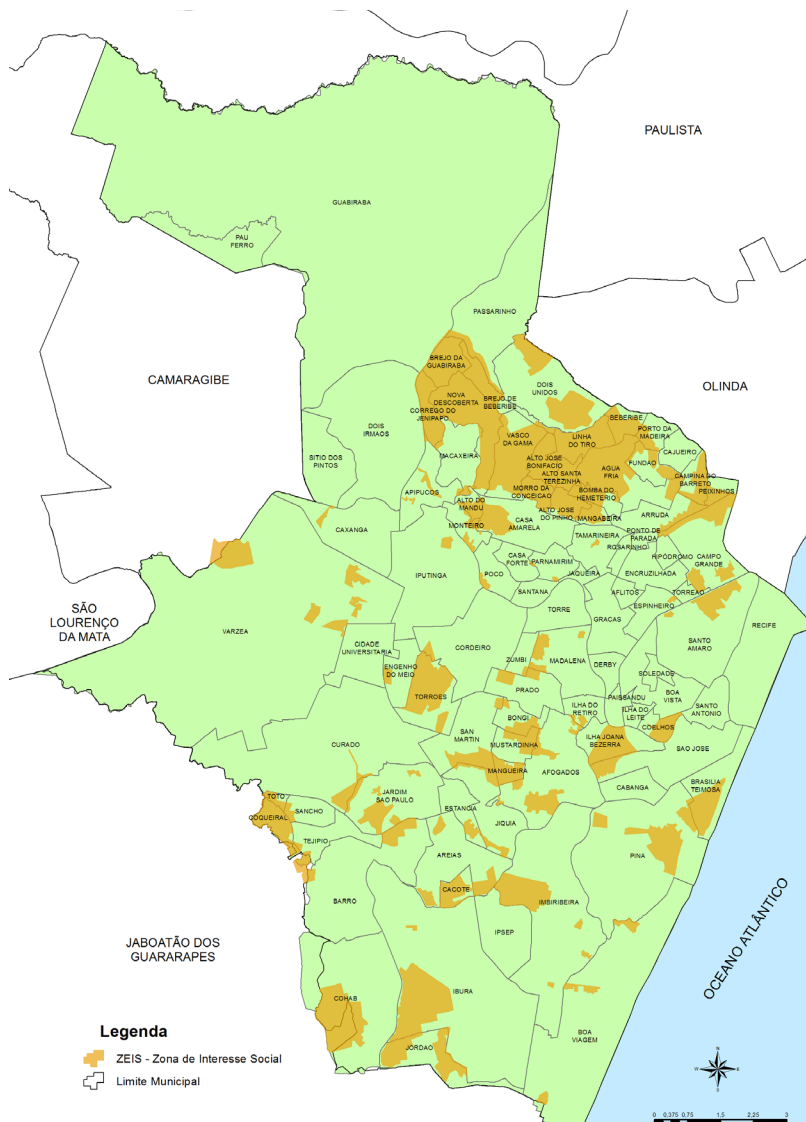 PAULISTA
GUABIRABA
PAU
FERRO
PASSARINHO
CAMARAGIBE
BREJO DA
GUABIRABA
DOIS
UNIDOS
OLINDA
NOVA
DESCOBERTA
BREJO DE
BEBERIBE
CORREGO DO
JENIPAPO
DOIS
IRMAOS
BEBERIBE
PORTO DA
MADEIRA
VASCO
DA GAMA
LINHA
DO TIRO
CAJUEIRO
SITIO DOS
PINTOS
MACAXEIRA
ALTO JOSE
BONIFACIO
AGUA
FRIA
FUNDAO
ALTO SANTA
TEREZINHA
CAMPINA DO
BARRETO
PEIXINHOS
APIPUCOS
ALTO DO
MANDU
MORRO DA
CONCEICAO
BOMBA DO
HEMETERIO
MONTEIRO
CASA
AMARELA
ALTO JOSE
DO PINHO
MANGABEIRA
ARRUDA
CAXANGA
TAMARINEIRA
PONTO DE
PARADA
ROSARINHO
HIPÓDROMO
CAMPO
GRANDE
IPUTINGA
POCO
CASA
FORTE
PARNAMIRIM
JAQUEIRA
ENCRUZILHADA
SANTANA
AFLITOS
TORREAO
ESPINHEIRO
SÃO
LOURENÇO
DA MATA
VARZEA
TORRE
GRACAS
RECIFE
CIDADE
UNIVERSITARIA
CORDEIRO
SANTO
AMARO
ENGENHO
DO MEIO
ZUMBI
MADALENA
DERBY
SOLEDADE
TORROES
PRADO
PAISSANDU
BOA
VISTA
ILHA DO
RETIRO
ILHA DO
LEITE
SANTO
ANTONIO
BONGI
COELHOS
SAN
MARTIN
MUSTARDINHA
ILHA JOANA
BEZERRA
SAO JOSE
CURADO
MANGUEIRA
AFOGADOS
CABANGA
BRASILIA
TEIMOSA
TOTO
JARDIM
SAO PAULO
SANCHO
ESTANCIA
COQUEIRAL
JIQUIA
TEJIPIO
AREIAS
PINA
BARRO
CACOTE
IMBIRIBEIRA
IPSEP
JABOATÃO DOS
GUARARAPES
OCEANO ATLÂNTICO
COHAB
IBURA
BOA
VIAGEM
JORDAO
Legenda
ZEIS - Zona de Interesse Social
Limite Municipal
N
W E
S
0 0,375 0,75 1,5 2,25 3